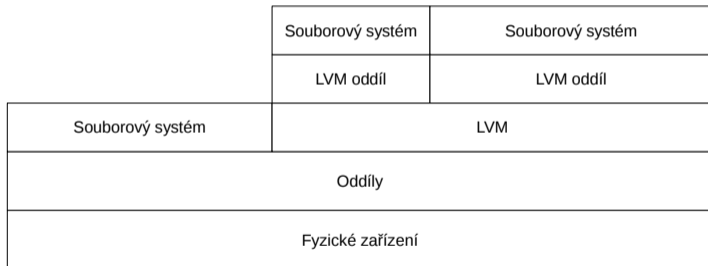 Souborový systém
Souborový systém
LVM oddíl
LVM oddíl
Souborový systém
LVM
Oddíly
Fyzické zařízení